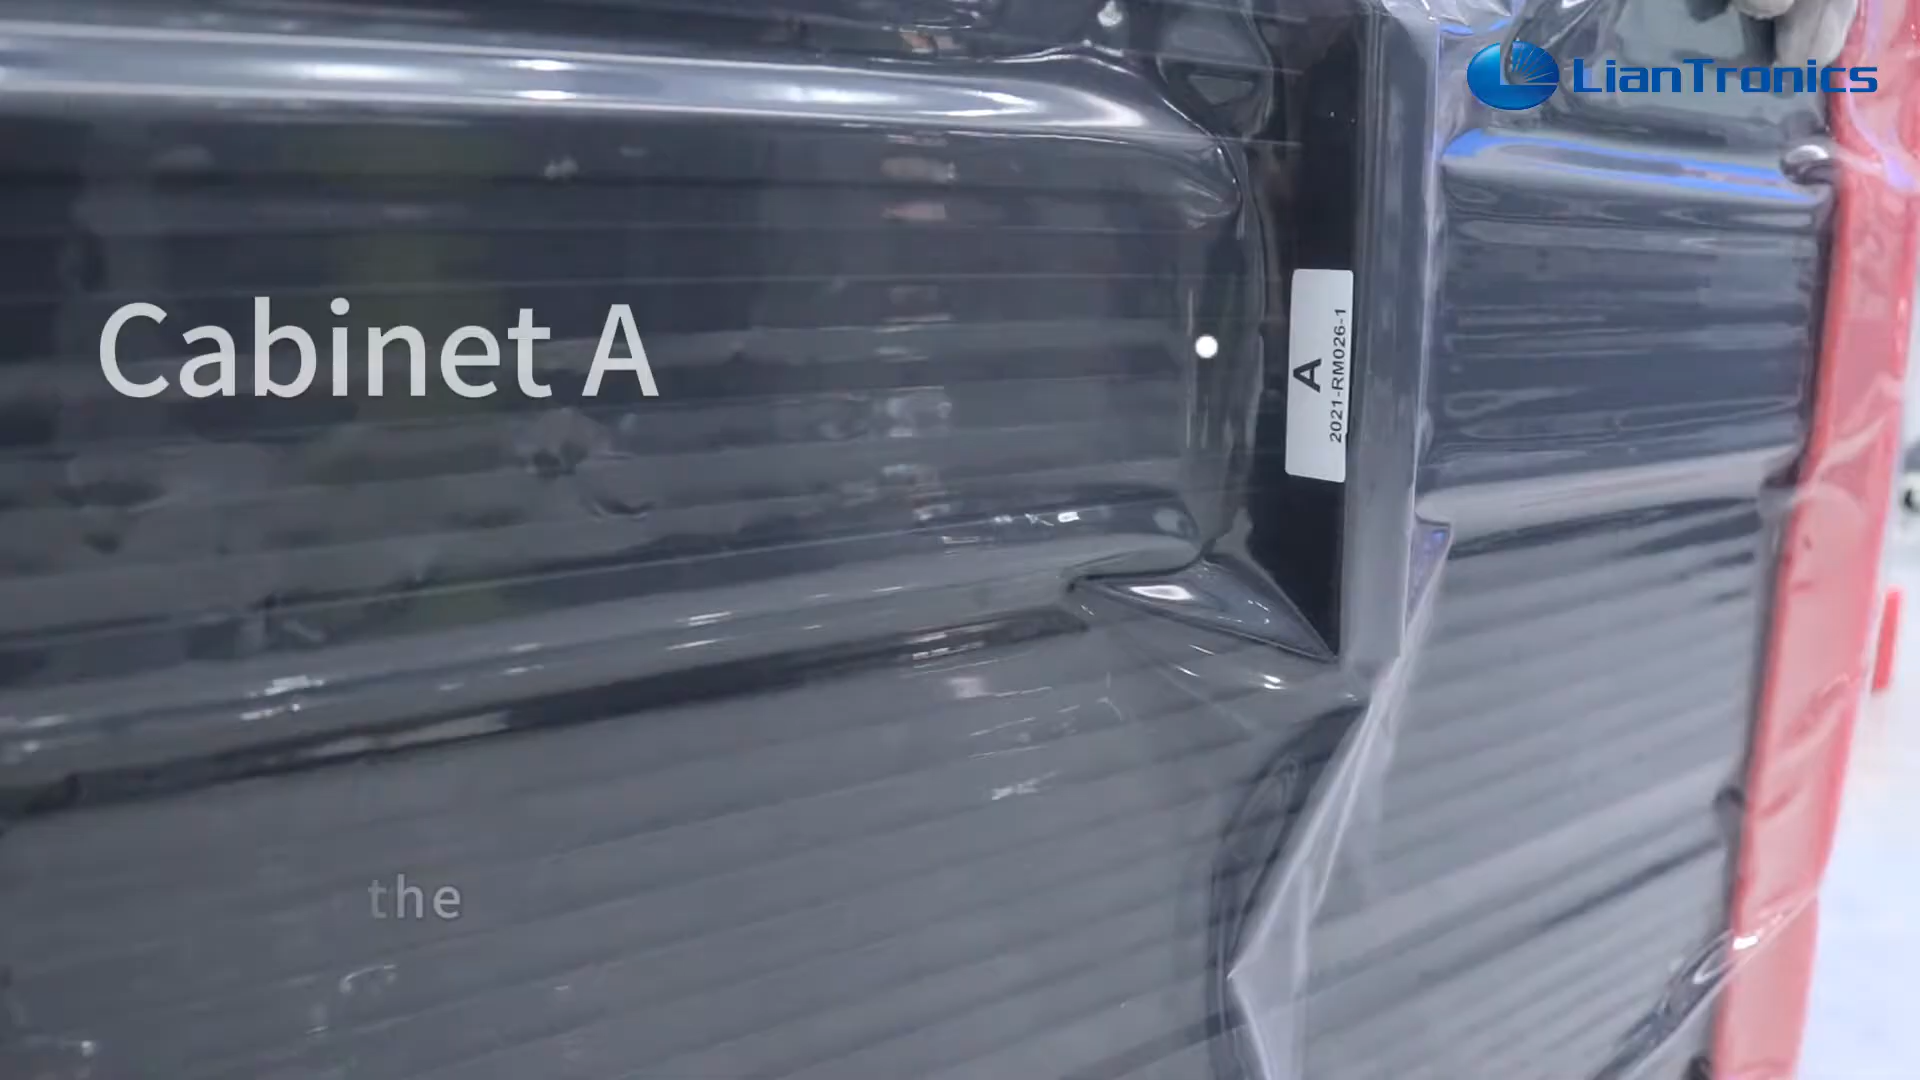 LianTronics
Cabinet A
A
2021-RM026-1
the